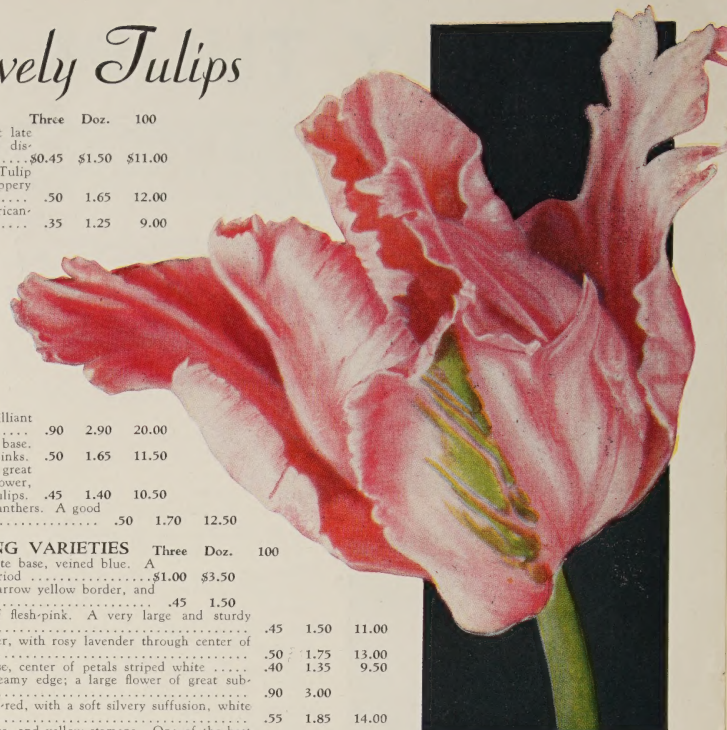 vely Tulips
Three Doz. 100
late
dis-
....$0.45 $1.50 $11.00
Tulip
ppery
.... .50 1.65 12.00
rican-
.... .35 1.25 9.00
lliant
.... .90 2.90 20.00
base.
inks. .50 1.65 11.50
great
ower,
ulips. .45 1.40 10.50
nthers. A good
............... .50 1.70 12.50
NG VARIETIES Three Doz. 100
te base, veined blue. A
riod ..................$1.00 $3.50
arrow yellow border, and
...................... .45 1.50
f flesh-pink. A very large and sturdy
...................................... .45 1.50 11.00
er, with rosy lavender through center of
...................................... .50 1.75 13.00
se, center of petals striped white ..... .40 1.35 9.50
eamy edge; a large flower of great sub-
...................................... .90 3.00
-red, with a soft silvery suffusion, white
...................................... .55 1.85 14.00